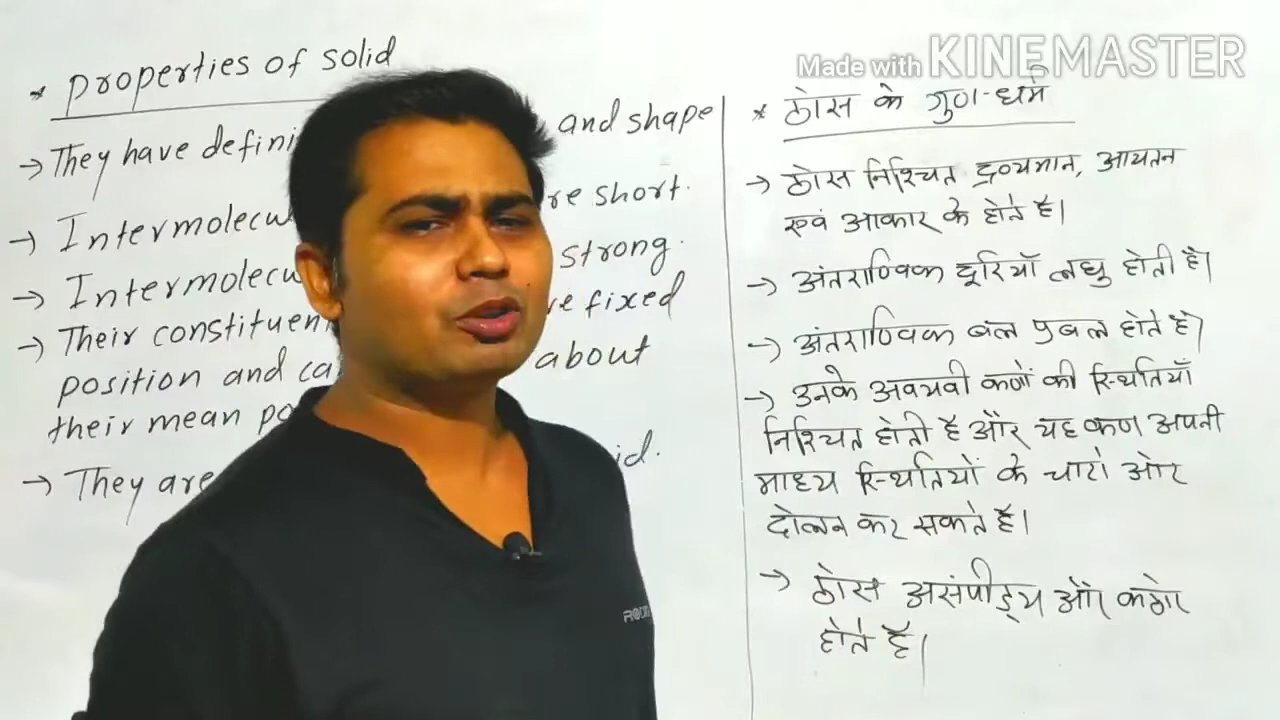 Made with KINEMASTER
* Properties of solid
→ They have defini and shape
→ Intermolecu re short.
→ Intermolecu strong.
→ Their constituen ve fixed
position and ca about
their mean po
→ They are id.
* ठोस के गुण-धर्म
→ ठोस निश्चित द्रव्यमान, आयतन
एवं आकार के होते है।
→ अंतराण्विक दूरियाँ लघु होती है।
→ अंतराण्विक बल प्रबल होते है।
→ उनके अवयवी कणों की स्थितियाँ
निश्चित होती है और यह कण अपनी
माध्य स्थितियों के चारो ओर
दोलन कर सकते है।
→ ठोस असंपीड्य और कठोर
होते है।